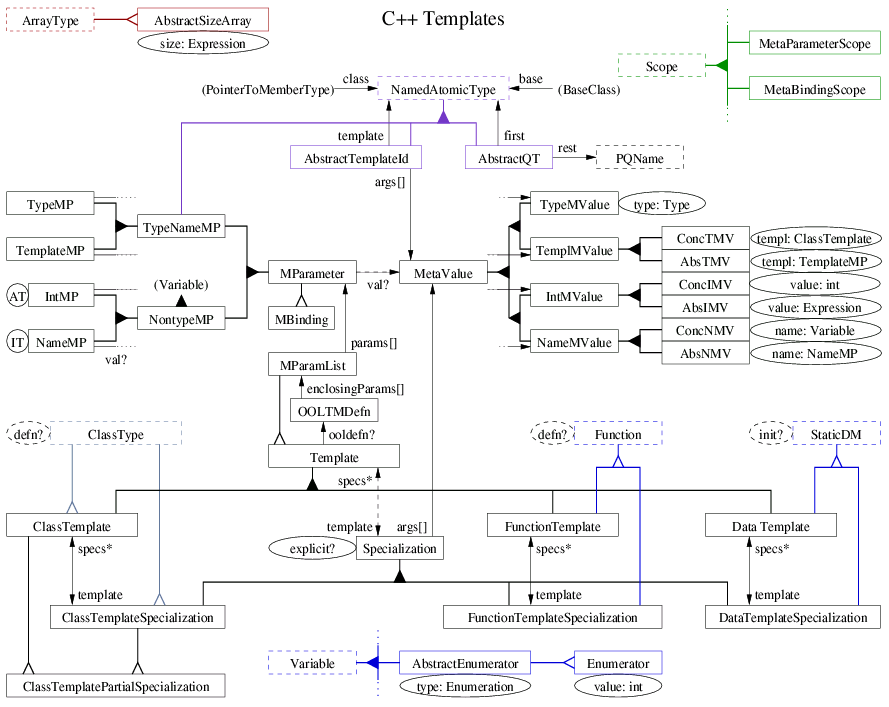 C++ Templates
ArrayType
AbstractSizeArray
size: Expression
MetaParameterScope
Scope
MetaBindingScope
class
base
(PointerToMemberType)
NamedAtomicType
(BaseClass)
template
first
AbstractTemplateId
AbstractQT
rest
PQName
args[]
TypeMP
TypeNameMP
TemplateMP
(Variable)
AT
IntMP
NontypeMP
IT
NameMP
val?
MParameter
val?
MetaValue
MBinding
params[]
MParamList
enclosingParams[]
OOLTMDefn
ooldefn?
Template
specs*
TypeMValue
type: Type
TemplMValue
ConcTMV
templ: ClassTemplate
AbsTMV
templ: TemplateMP
IntMValue
ConcIMV
value: int
AbsIMV
value: Expression
NameMValue
ConcNMV
name: Variable
AbsNMV
name: NameMP
defn?
ClassType
defn?
Function
init?
StaticDM
ClassTemplate
specs*
template
template
args[]
explicit?
Specialization
FunctionTemplate
specs*
template
Data Template
specs*
template
ClassTemplateSpecialization
FunctionTemplateSpecialization
DataTemplateSpecialization
ClassTemplatePartialSpecialization
Variable
AbstractEnumerator
Enumerator
type: Enumeration
value: int